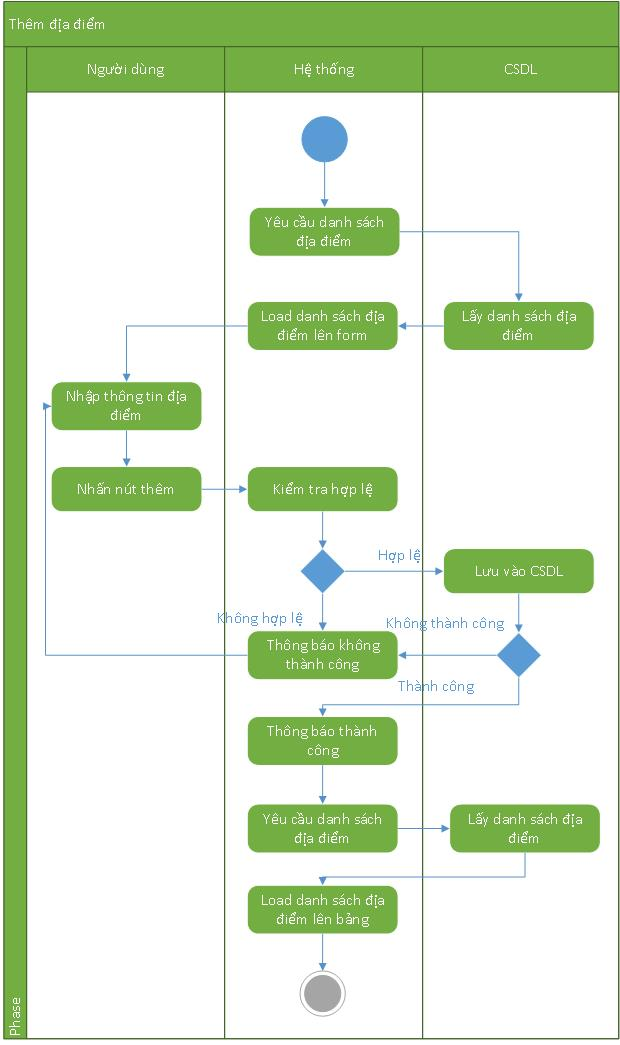 Thêm địa điểm
Người dùng
Hệ thống
CSDL
Yêu cầu danh sách
địa điểm
Load danh sách địa
điểm lên form
Lấy danh sách địa
điểm
Nhập thông tin địa
điểm
Nhấn nút thêm
Kiểm tra hợp lệ
Hợp lệ
Lưu vào CSDL
Không hợp lệ
Không thành công
Thông báo không
thành công
Thành công
Thông báo thành
công
Yêu cầu danh sách
địa điểm
Lấy danh sách địa
điểm
Load danh sách địa
điểm lên bảng
Phase